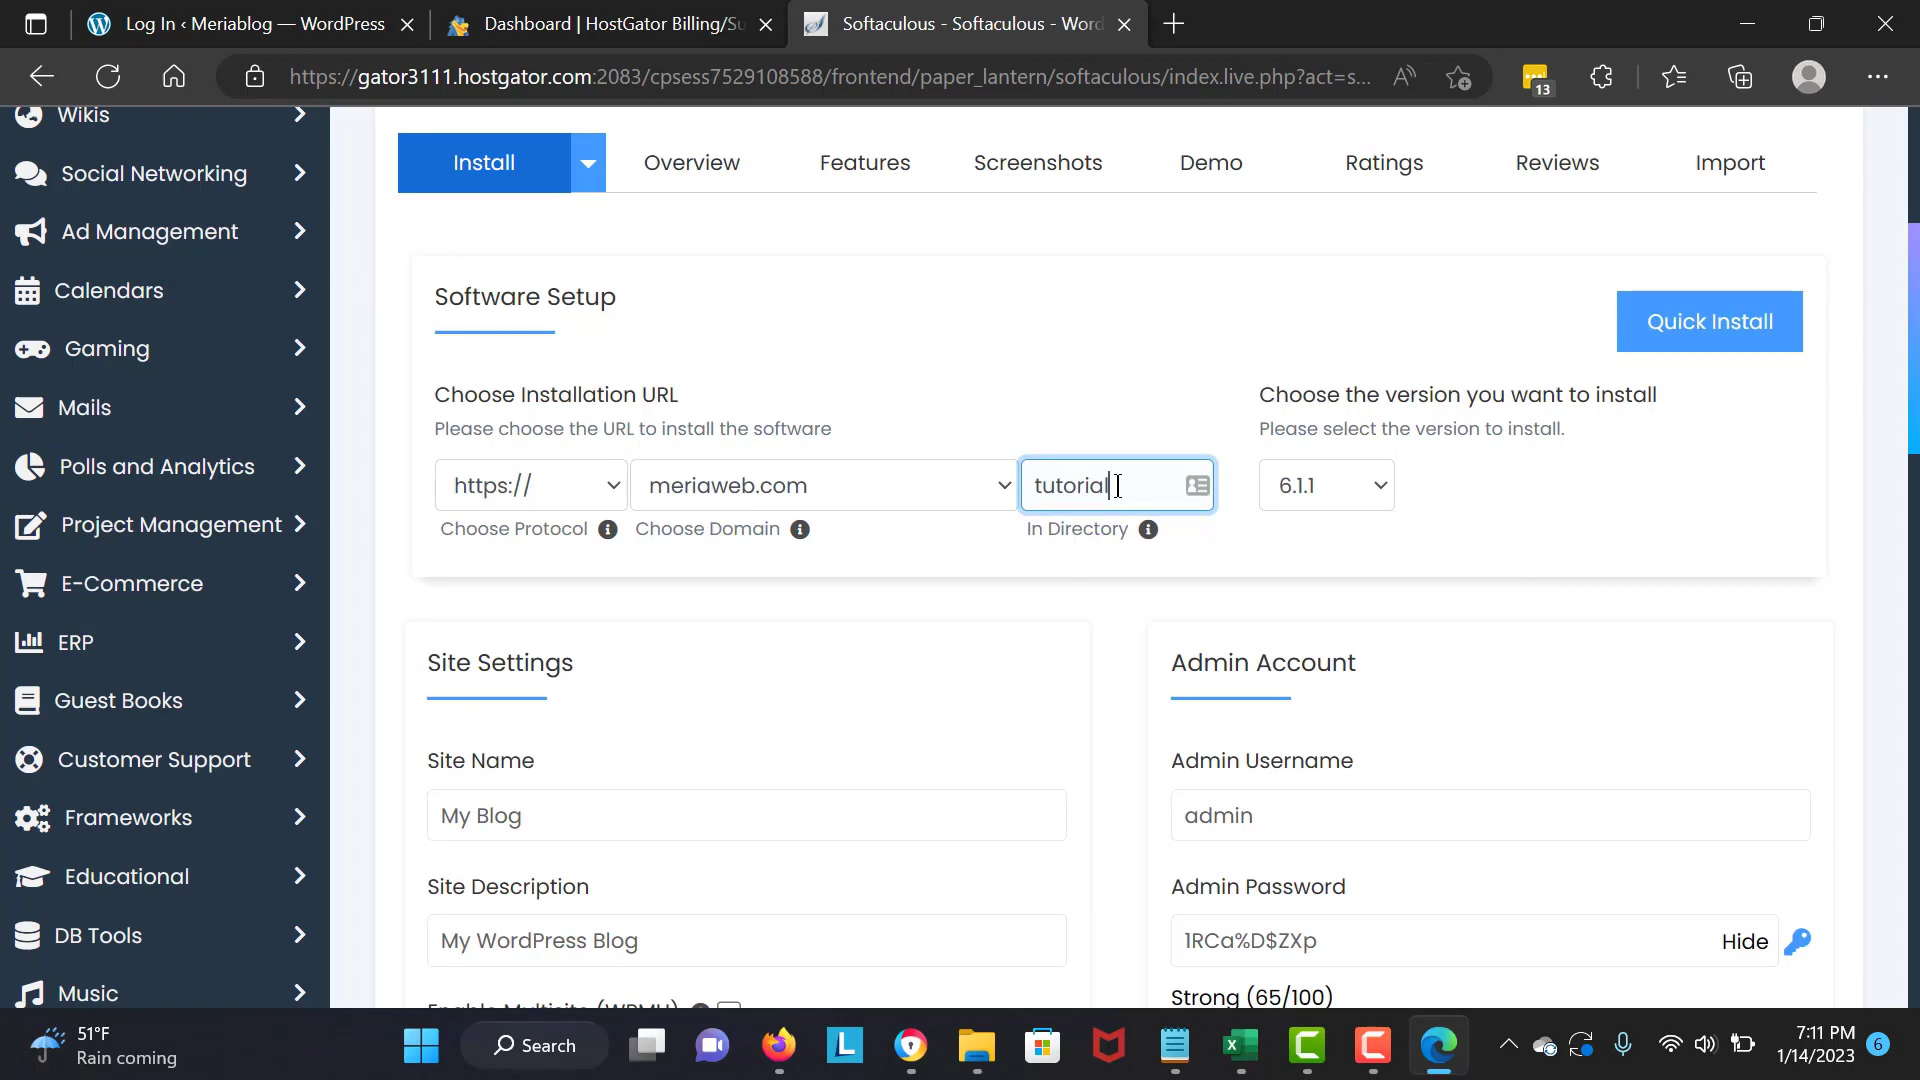 Log In ‹ Meriablog — WordPress
Dashboard | HostGator Billing/Su
Softaculous - Softaculous - Word
https://gator3111.hostgator.com:2083/cpsess7529108588/frontend/paper_lantern/softaculous/index.live.php?act=s...
13
Wikis
Social Networking
Ad Management
Calendars
Gaming
Mails
Polls and Analytics
Project Management
E-Commerce
ERP
Guest Books
Customer Support
Frameworks
Educational
DB Tools
Music
Install
Overview
Features
Screenshots
Demo
Ratings
Reviews
Import
Software Setup
Quick Install
Choose Installation URL
Please choose the URL to install the software
Choose the version you want to install
Please select the version to install.
https://
meriaweb.com
tutorial
6.1.1
Choose Protocol
Choose Domain
In Directory
Site Settings
Site Name
My Blog
Site Description
My WordPress Blog
Enable Multisite (WPMU)
Admin Account
Admin Username
admin
Admin Password
1RCa%D$ZXp
Hide
Strong (65/100)
51°F
Rain coming
Search
7:11 PM
1/14/2023
6